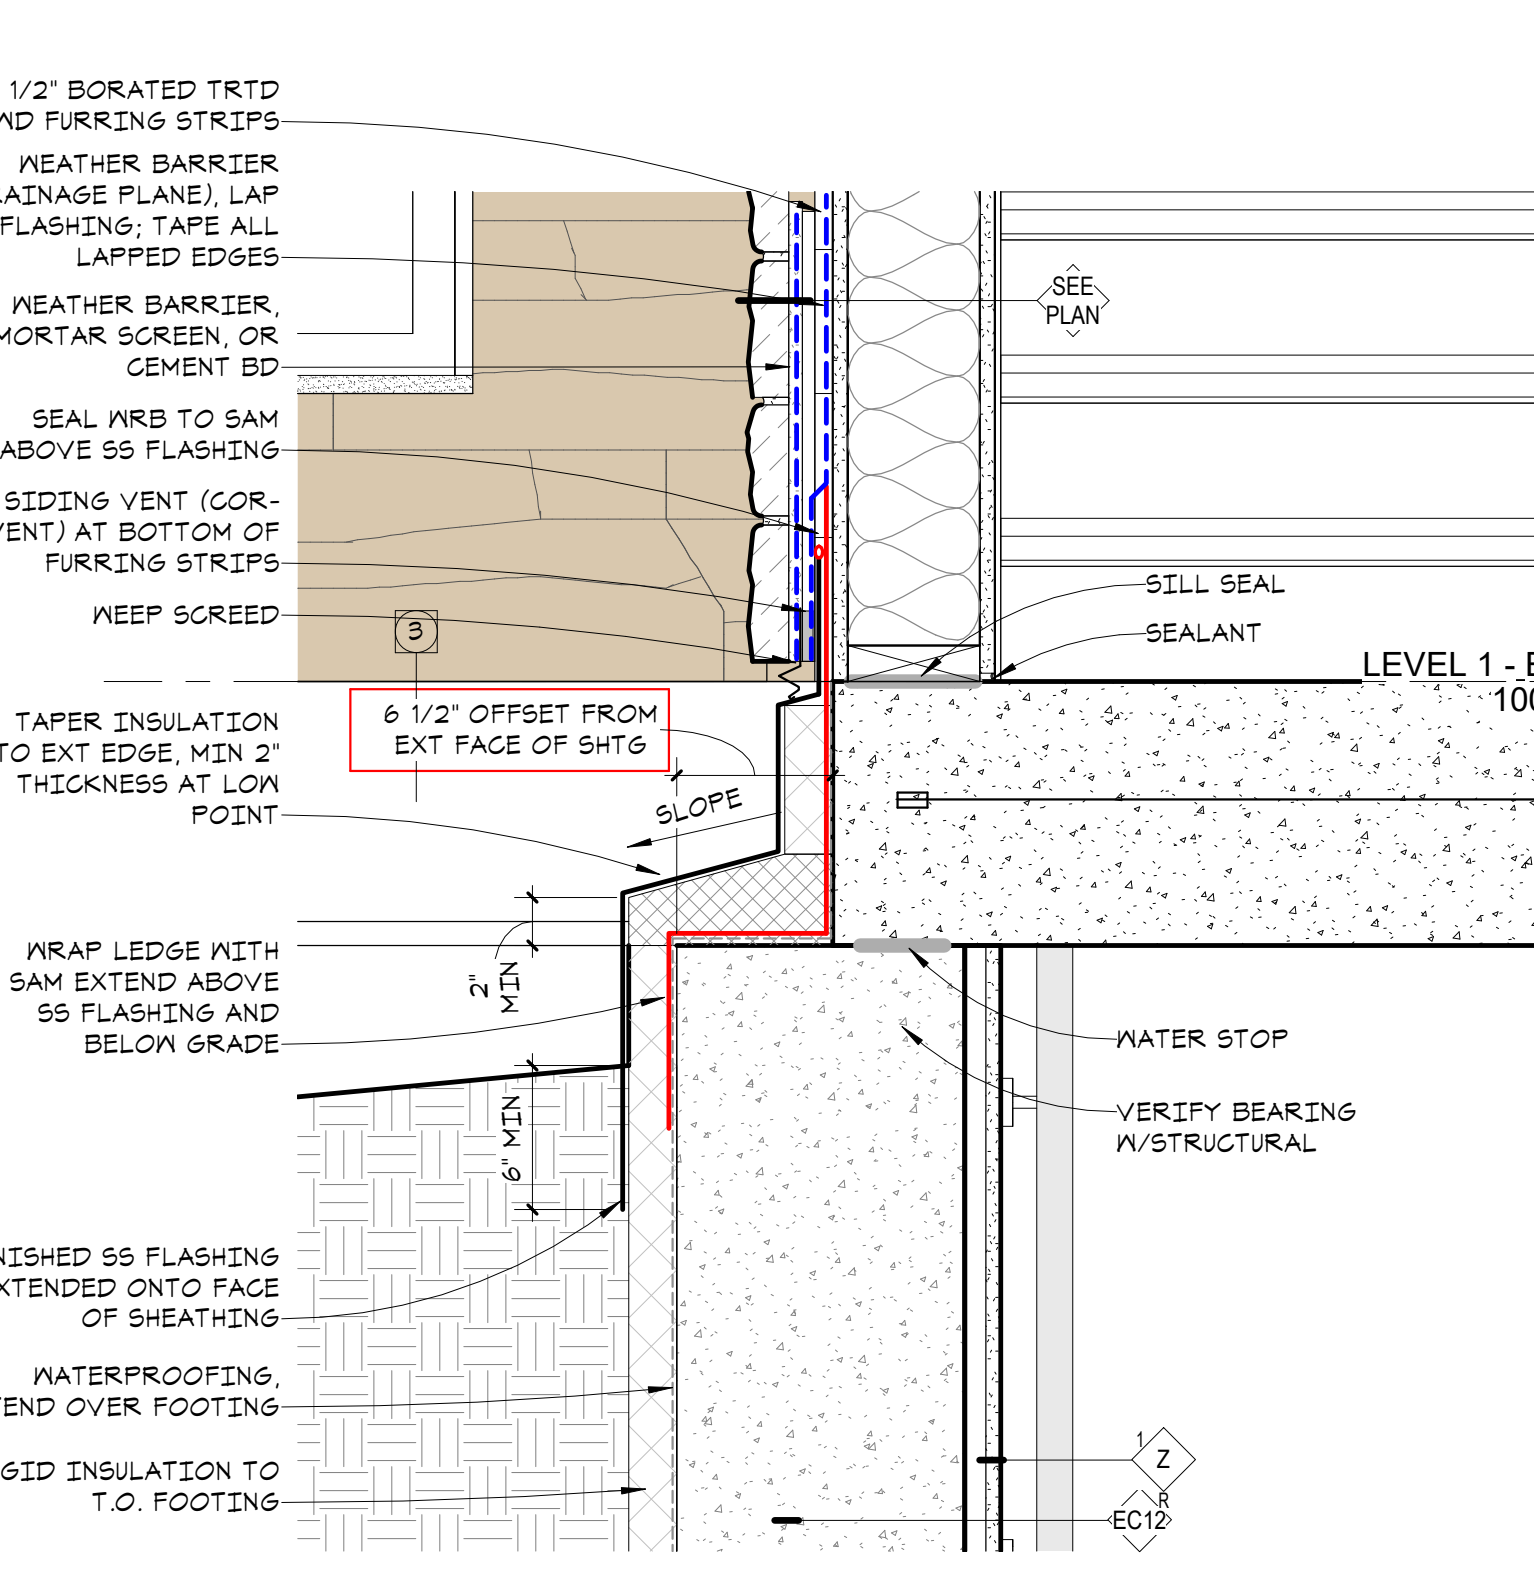 1/2" BORATED TRTD
WD FURRING STRIPS
WEATHER BARRIER
RAINAGE PLANE), LAP
FLASHING; TAPE ALL
LAPPED EDGES
WEATHER BARRIER,
MORTAR SCREEN, OR
CEMENT BD
SEAL WRB TO SAM
ABOVE SS FLASHING
SIDING VENT (COR-
VENT) AT BOTTOM OF
FURRING STRIPS
WEEP SCREED
3
6 1/2" OFFSET FROM
EXT FACE OF SHTG
TAPER INSULATION
TO EXT EDGE, MIN 2"
THICKNESS AT LOW
POINT
SLOPE
WRAP LEDGE WITH
SAM EXTEND ABOVE
SS FLASHING AND
BELOW GRADE
2"
MIN
6" MIN
NISHED SS FLASHING
XTENDED ONTO FACE
OF SHEATHING
WATERPROOFING,
TEND OVER FOOTING
GID INSULATION TO
T.O. FOOTING
SEE
PLAN
SILL SEAL
SEALANT
LEVEL 1 - E
100
WATER STOP
VERIFY BEARING
W/STRUCTURAL
1
Z
R
EC12